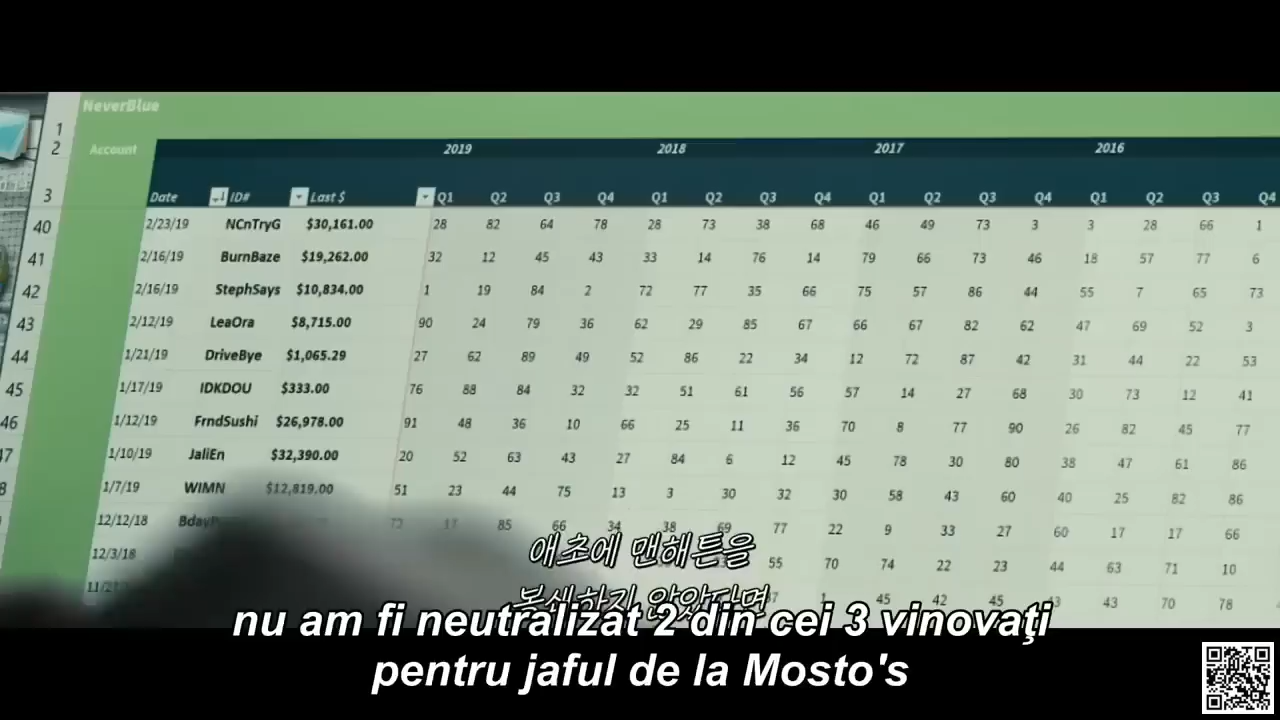 NeverBlue
1
2 Account 2019 2018 2017 2016
3 Date ID# Last $ Q1 Q2 Q3 Q4 Q1 Q2 Q3 Q4 Q1 Q2 Q3 Q4 Q1 Q2 Q3 Q4
40 2/23/19 NCnTryG $30,161.00 28 82 64 78 28 73 38 68 46 49 73 3 3 28 66 1
41 2/16/19 BurnBaze $19,262.00 32 12 45 43 33 14 76 14 79 66 73 46 18 57 77 6
42 2/16/19 StephSays $10,834.00 1 19 84 2 72 77 35 66 75 57 86 44 55 7 65 73
43 2/12/19 LeaOra $8,715.00 90 24 79 36 62 29 85 67 66 67 82 62 47 69 52 3
44 1/21/19 DriveBye $1,065.29 27 62 89 49 52 86 22 34 12 72 87 42 31 44 22 53
45 1/17/19 IDKDOU $333.00 76 88 84 32 32 51 61 56 57 14 27 68 30 73 12 41
46 1/12/19 FrndSushi $26,978.00 91 48 36 10 66 25 11 36 70 8 77 90 26 82 45 77
47 1/10/19 JaliEn $32,390.00 20 52 63 43 27 84 6 12 45 78 30 80 38 47 61 86
8 1/7/19 WIMN $12,819.00 51 23 44 75 13 3 30 32 30 58 43 60 40 25 82 86
12/12/18 72 17 85 66 34 38 69 77 22 9 33 27 60 17 17 66
12/3/18 55 70 74 22 23 44 63 71 10
1 45 42 45 43 43 70 78
애초에 맨해튼을
봉쇄하지 않았다면
nu am fi neutralizat 2 din cei 3 vinovaţi
pentru jaful de la Mosto's